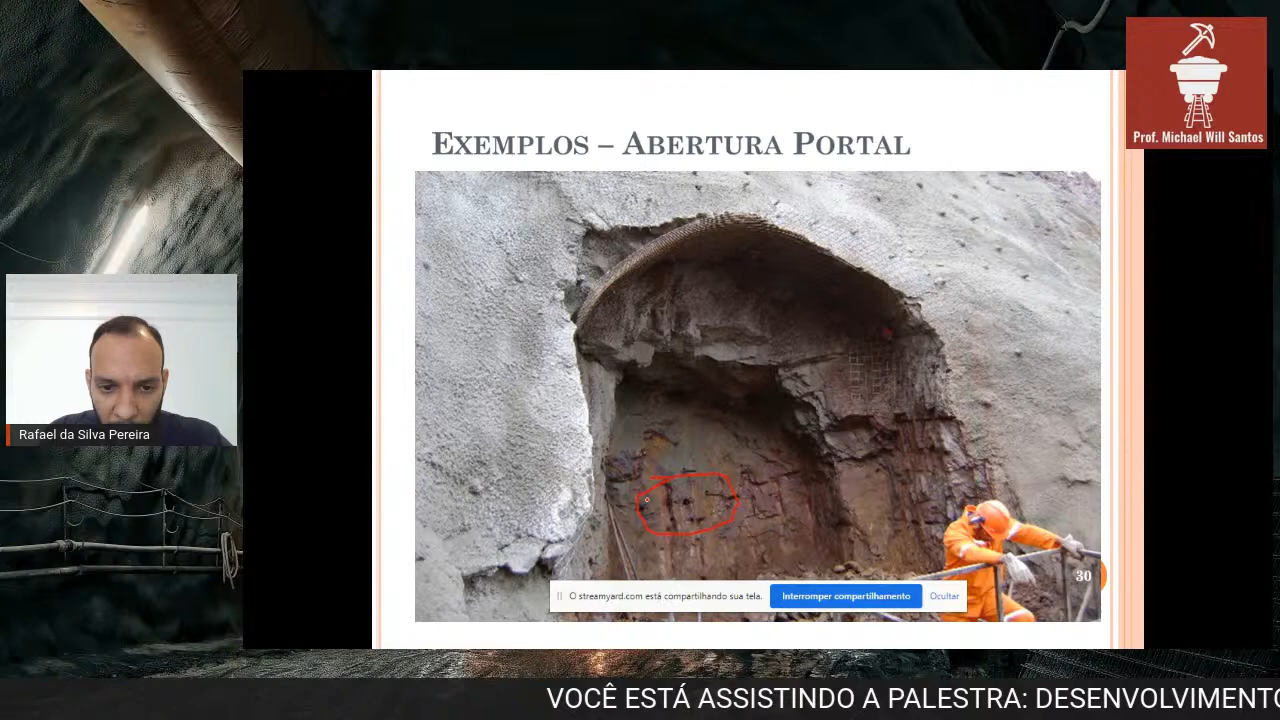 Prof. Michael Will Santos
EXEMPLOS – ABERTURA PORTAL
Rafael da Silva Pereira
30
O streamyard.com está compartilhando sua tela.
Interromper compartilhamento
Ocultar
VOCÊ ESTÁ ASSISTINDO A PALESTRA: DESENVOLVIMENTO